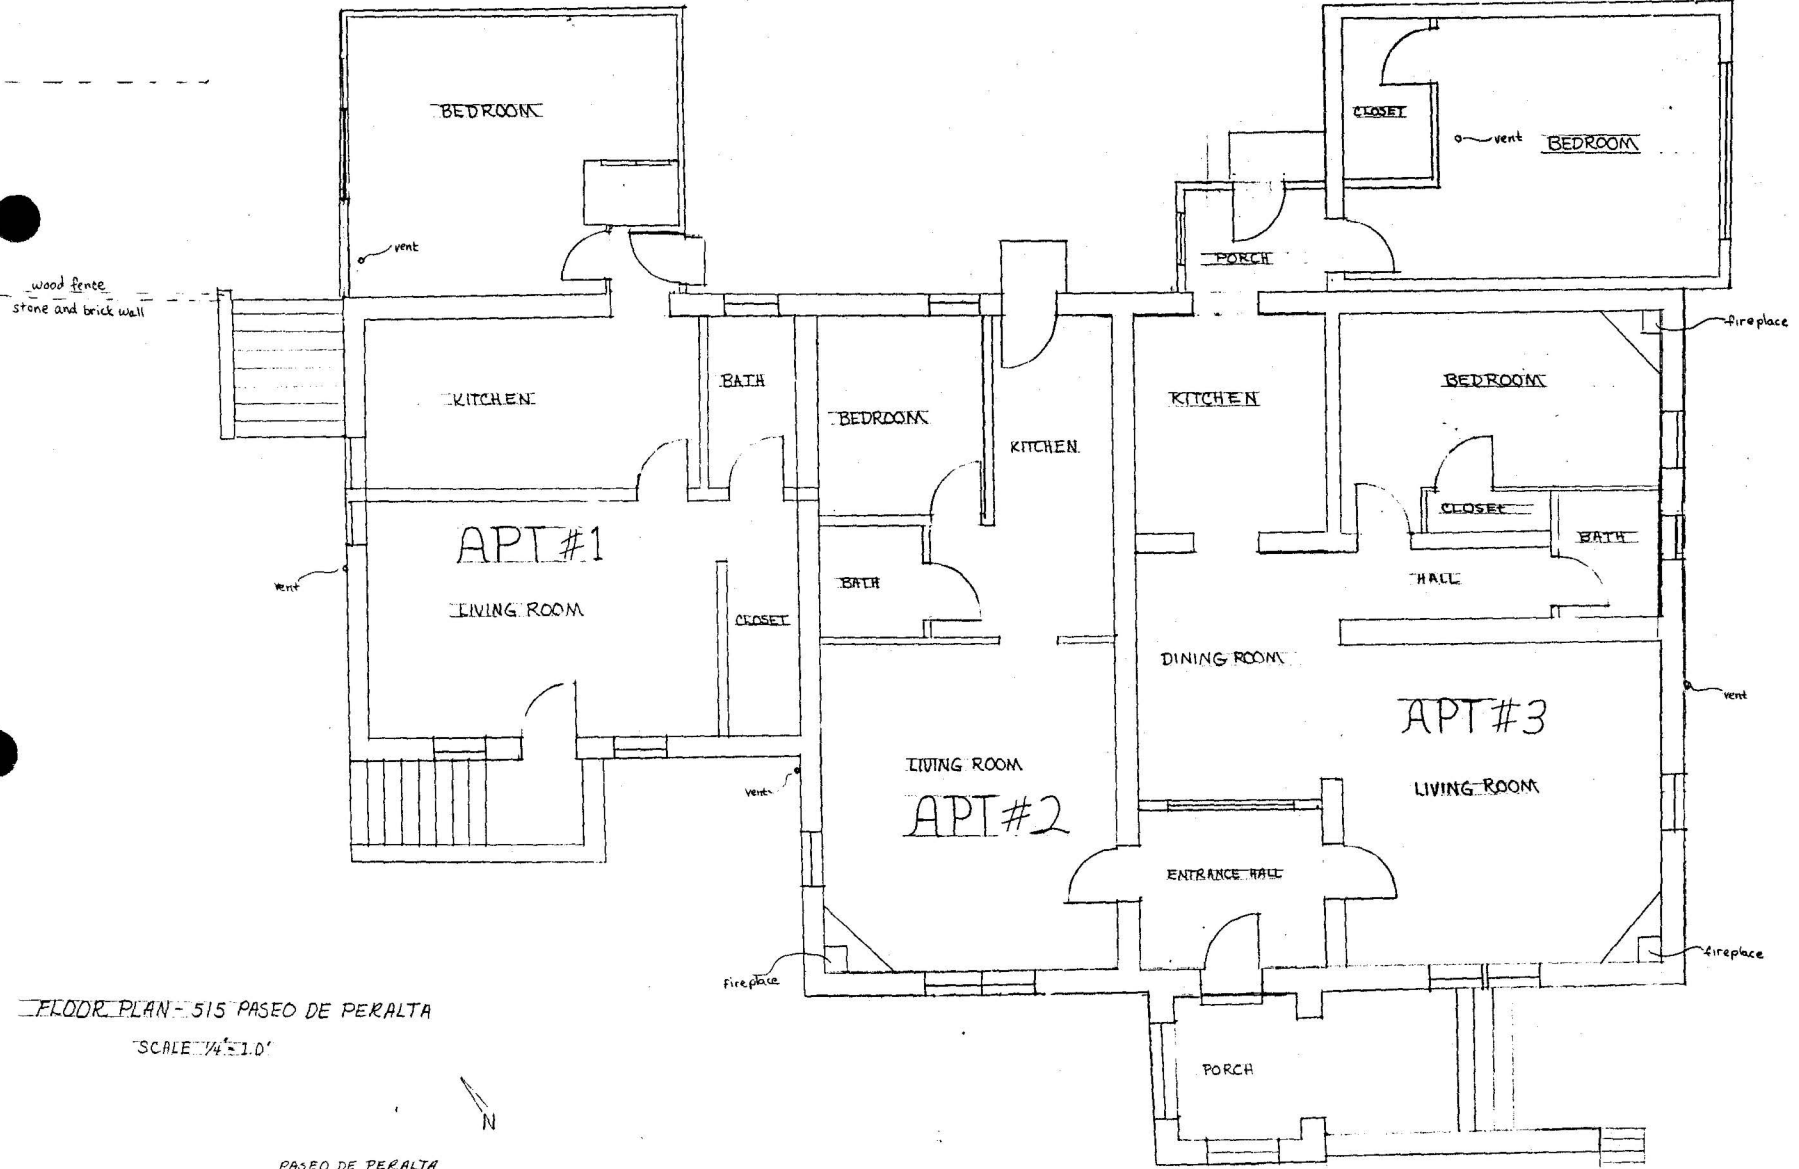 BEDROOM
CLOSET
vent
BEDROOM
vent
PORCH
wood fence
stone and brick wall
fireplace
KITCHEN
BATH
BEDROOM
KITCHEN
KITCHEN
BEDROOM
CLOSET
BATH
APT #1
vent
LIVING ROOM
CLOSET
BATH
HALL
DINING ROOM
vent
APT #3
LIVING ROOM
LIVING ROOM
vent
APT #2
ENTRANCE HALL
fireplace
fireplace
FLOOR PLAN - 515 PASEO DE PERALTA
SCALE 1/4"=1.0'
PORCH
N
PASEO DE PERALTA